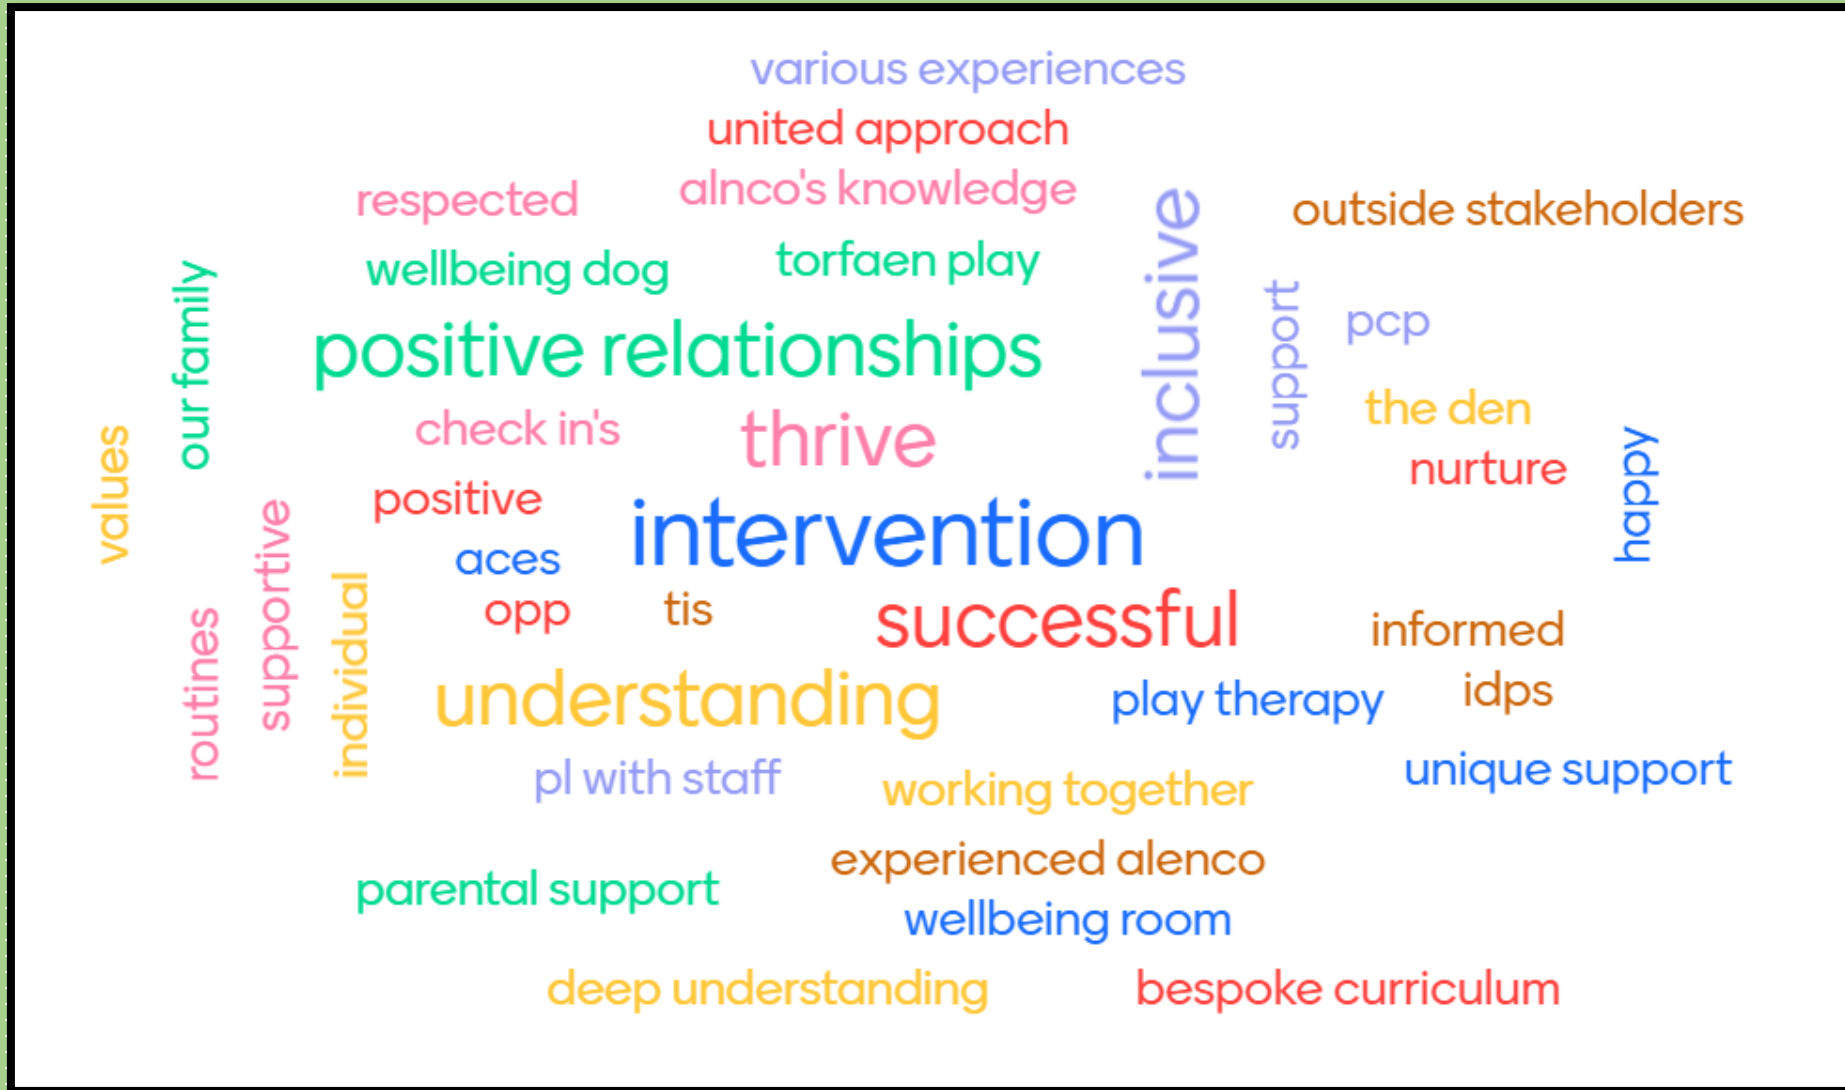 various experiences
united approach
respected
alnco's knowledge
outside stakeholders
wellbeing dog
torfaen play
inclusive
support
our family
positive relationships
pcp
check in's
thrive
the den
values
nurture
happy
positive
intervention
supportive
aces
individual
opp
tis
successful
informed
routines
understanding
play therapy
idps
pl with staff
working together
unique support
experienced alenco
parental support
wellbeing room
deep understanding
bespoke curriculum